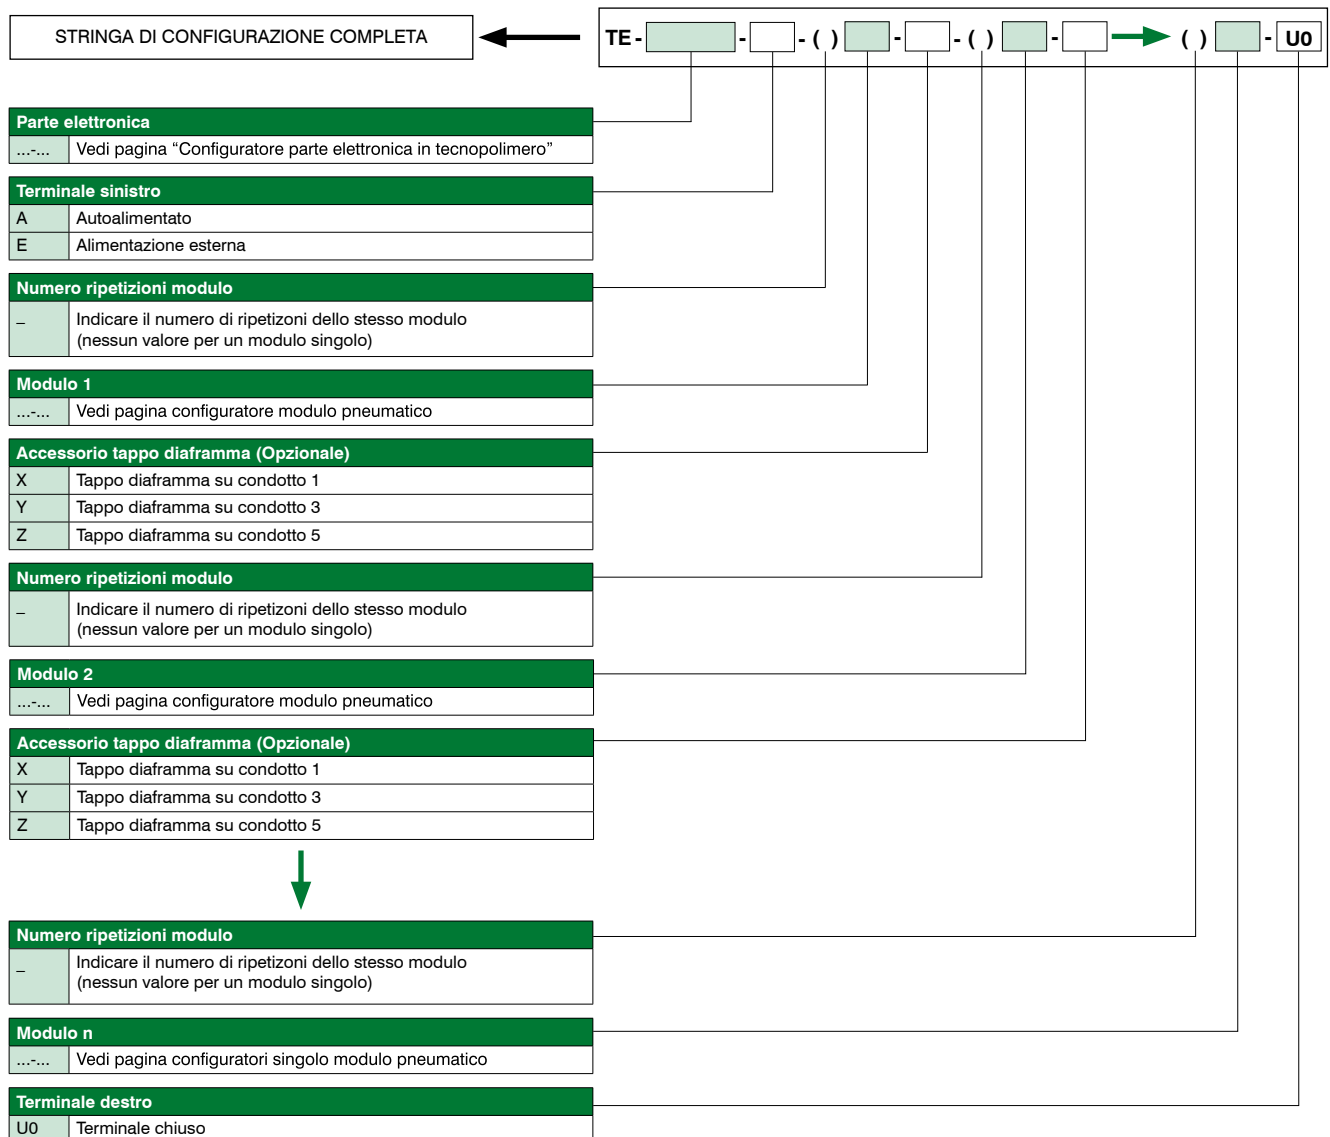 STRINGA DI CONFIGURAZIONE COMPLETA
TE - - - ( ) - - ( ) - ( ) - U0
Parte elettronica
...-... Vedi pagina “Configuratore parte elettronica in tecnopolimero”
Terminale sinistro
A Autoalimentato
E Alimentazione esterna
Numero ripetizioni modulo
_ Indicare il numero di ripetizoni dello stesso modulo
(nessun valore per un modulo singolo)
Modulo 1
...-... Vedi pagina configuratore modulo pneumatico
Accessorio tappo diaframma (Opzionale)
X Tappo diaframma su condotto 1
Y Tappo diaframma su condotto 3
Z Tappo diaframma su condotto 5
Numero ripetizioni modulo
_ Indicare il numero di ripetizoni dello stesso modulo
(nessun valore per un modulo singolo)
Modulo 2
...-... Vedi pagina configuratore modulo pneumatico
Accessorio tappo diaframma (Opzionale)
X Tappo diaframma su condotto 1
Y Tappo diaframma su condotto 3
Z Tappo diaframma su condotto 5
Numero ripetizioni modulo
_ Indicare il numero di ripetizoni dello stesso modulo
(nessun valore per un modulo singolo)
Modulo n
...-... Vedi pagina configuratori singolo modulo pneumatico
Terminale destro
U0 Terminale chiuso